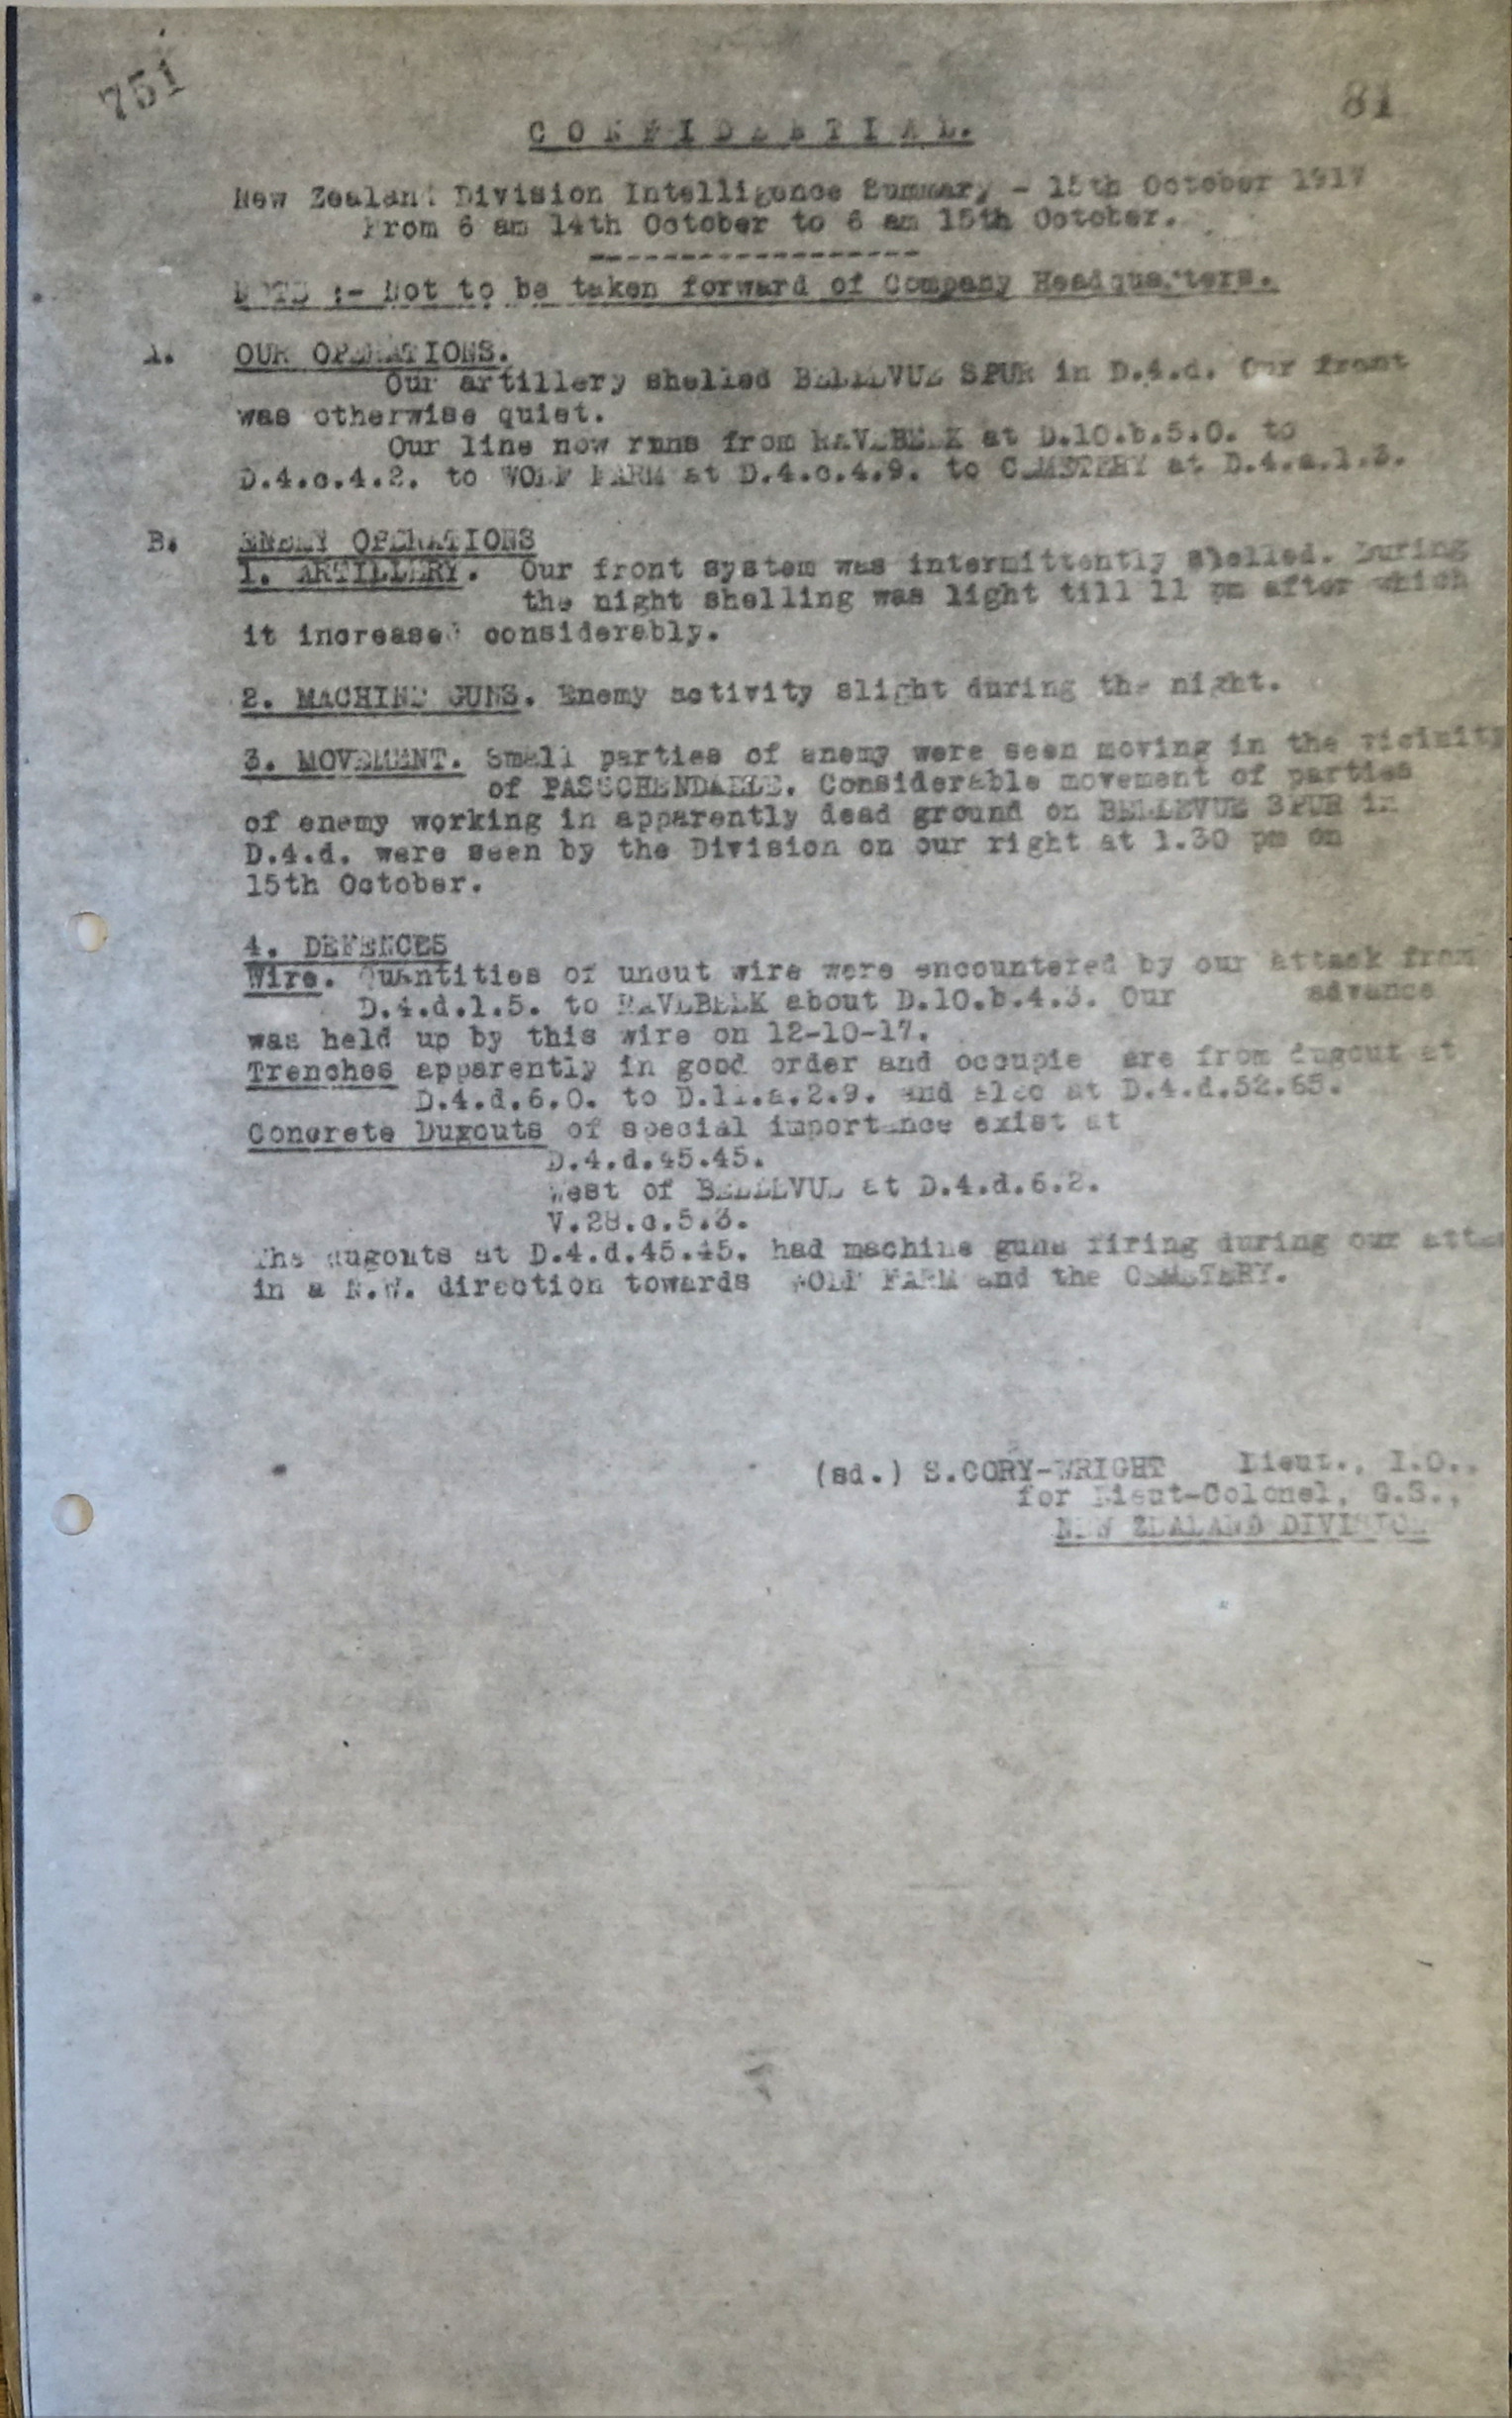 751
81
CONFIDENTIAL.
New Zealand Division Intelligence Summary - 15th October 1917
From 6 am 14th October to 6 am 15th October.
------------------
NOTE :- Not to be taken forward of Company Headquarters.
A. OUR OPERATIONS.
Our artillery shelled BELLEVUE SPUR in D.4.d. Our front
was otherwise quiet.
Our line now runs from RAVEBEEK at D.10.b.5.0. to
D.4.c.4.2. to WOLF FARM at D.4.c.4.9. to CEMETERY at D.4.a.1.3.
B. ENEMY OPERATIONS
1. ARTILLERY. Our front system was intermittently shelled. During
the night shelling was light till 11 pm after which
it increased considerably.
2. MACHINE GUNS. Enemy activity slight during the night.
3. MOVEMENT. Small parties of enemy were seen moving in the vicinity
of PASSCHENDAELE. Considerable movement of parties
of enemy working in apparently dead ground on BELLEVUE SPUR in
D.4.d. were seen by the Division on our right at 1.30 pm on
15th October.
4. DEFENCES
Wire. Quantities of uncut wire were encountered by our attack from
D.4.d.1.5. to RAVEBEEK about D.10.b.4.3. Our advance
was held up by this wire on 12-10-17.
Trenches apparently in good order and occupie are from dugout at
D.4.d.6.0. to D.11.a.2.9. and also at D.4.d.52.65.
Concrete Dugouts of special importance exist at
D.4.d.45.45.
West of BELLEVUE at D.4.d.6.2.
V.28.c.5.3.
The dugouts at D.4.d.45.45. had machine guns firing during our atta
in a N.W. direction towards WOLF FARM and the CEMETERY.
(sd.) S.CORY-WRIGHT Lieut., I.O.,
for Lieut-Colonel, G.S.,
NEW ZEALAND DIVISION